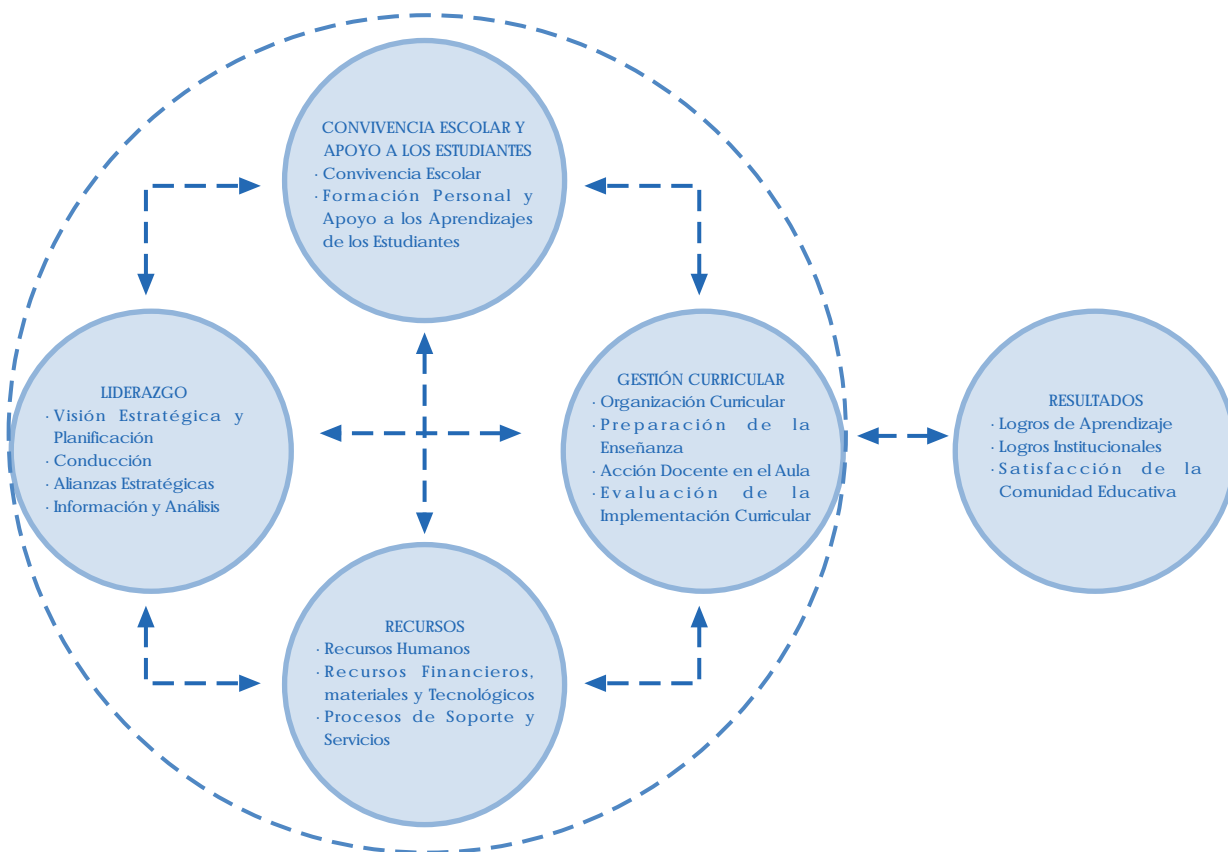 CONVIVENCIA ESCOLAR Y
APOYO A LOS ESTUDIANTES
· Convivencia Escolar
· Formación Personal y
Apoyo a los Aprendizajes
de los Estudiantes
LIDERAZGO
· Visión Estratégica y
Planificación
· Conducción
· Alianzas Estratégicas
· Información y Análisis
GESTIÓN CURRICULAR
· Organización Curricular
· Preparación de la
Enseñanza
· Acción Docente en el Aula
· Evaluación de la
Implementación Curricular
RESULTADOS
· Logros de Aprendizaje
· Logros Institucionales
· Satisfacción de la
Comunidad Educativa
RECURSOS
· Recursos Humanos
· Recursos Financieros,
materiales y Tecnológicos
· Procesos de Soporte y
Servicios